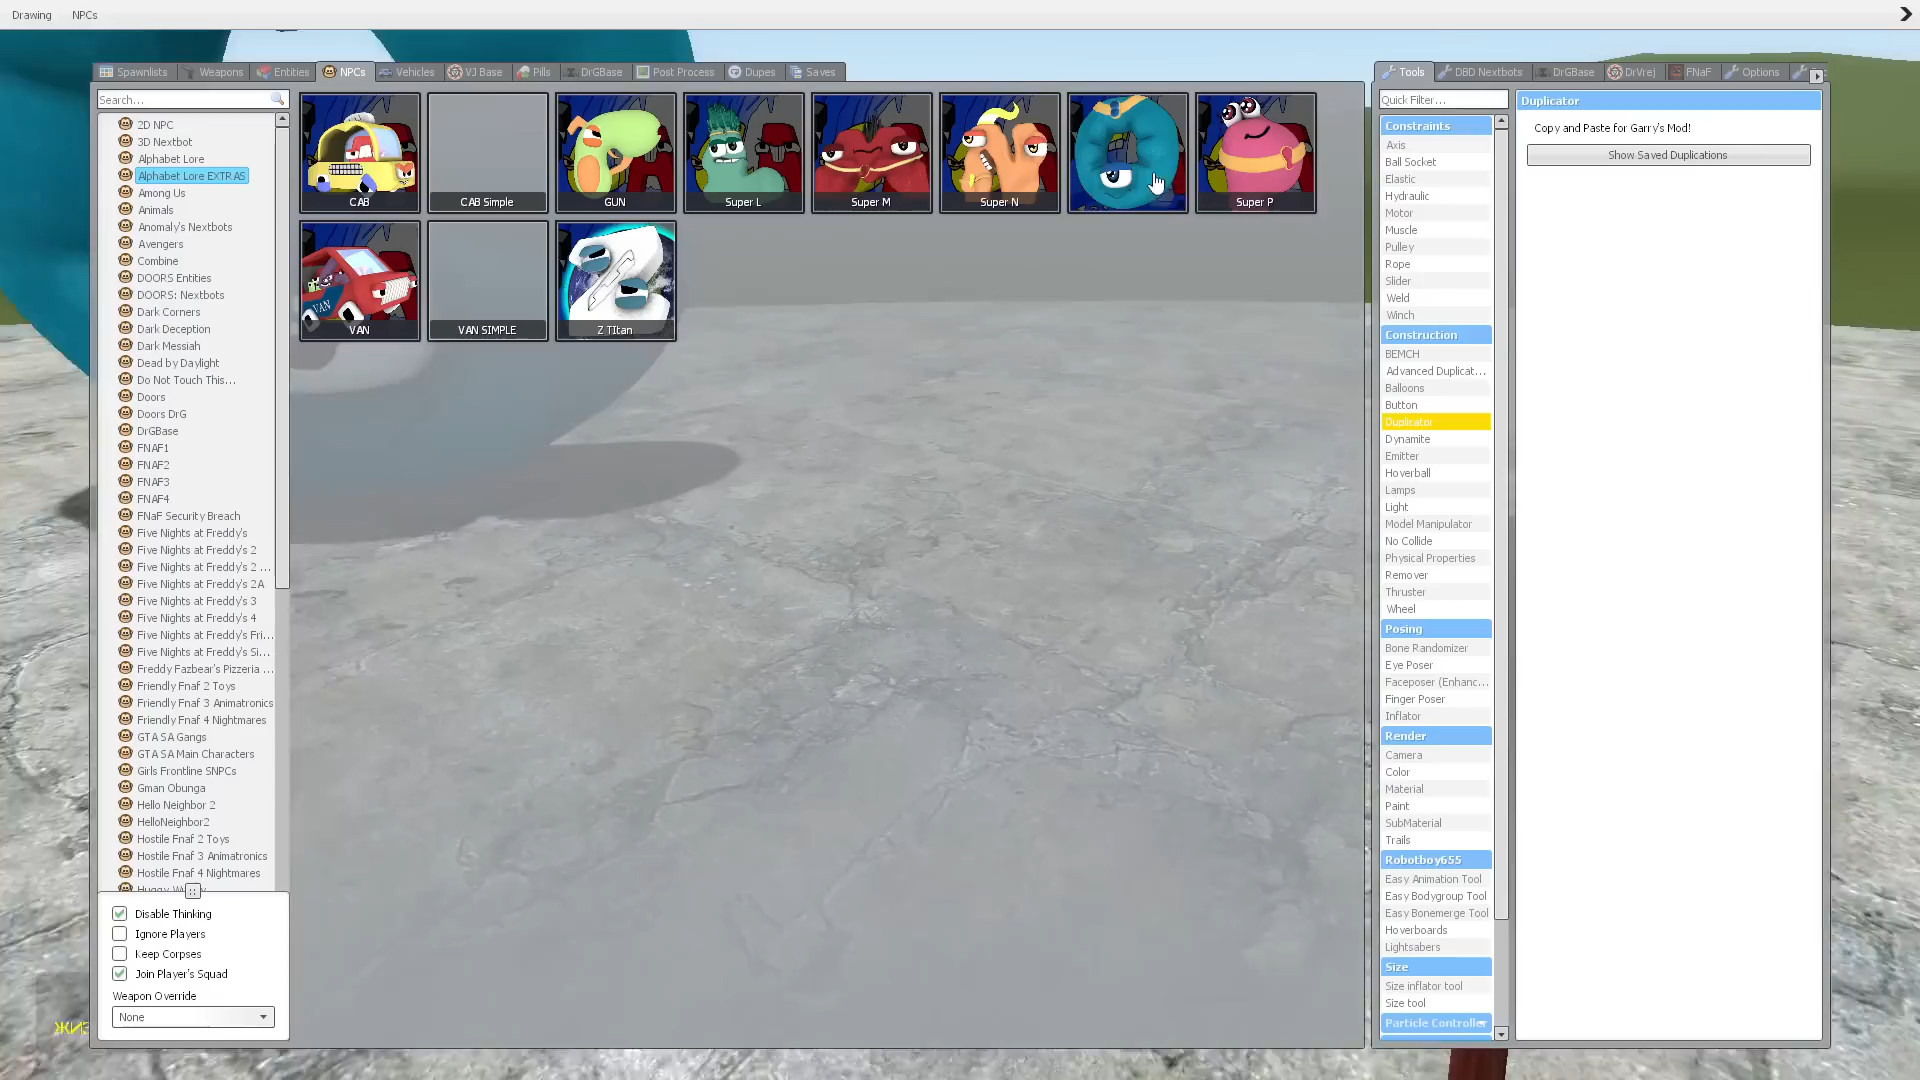 Drawing NPCs
Spawnlists Weapons Entities NPCs Vehicles VJ Base Pills DrGBase Post Process Dupes Saves
Search...
2D NPC
3D Nextbot
Alphabet Lore
Alphabet Lore EXTRAS
Among Us
Animals
Anomaly's Nextbots
Avengers
Combine
DOORS Entities
DOORS: Nextbots
Dark Corners
Dark Deception
Dark Messiah
Dead by Daylight
Do Not Touch This...
Doors
Doors DrG
DrGBase
FNAF1
FNAF2
FNAF3
FNAF4
FNaF Security Breach
Five Nights at Freddy's
Five Nights at Freddy's 2
Five Nights at Freddy's 2 ...
Five Nights at Freddy's 2A
Five Nights at Freddy's 3
Five Nights at Freddy's 4
Five Nights at Freddy's Fri...
Five Nights at Freddy's Si...
Freddy Fazbear's Pizzeria ...
Friendly Fnaf 2 Toys
Friendly Fnaf 3 Animatronics
Friendly Fnaf 4 Nightmares
GTA SA Gangs
GTA SA Main Characters
Girls Frontline SNPCs
Gman Obunga
Hello Neighbor 2
HelloNeighbor2
Hostile Fnaf 2 Toys
Hostile Fnaf 3 Animatronics
Hostile Fnaf 4 Nightmares
Disable Thinking
Ignore Players
Keep Corpses
Join Player's Squad
Weapon Override
None
CAB
CAB Simple
GUN
Super L
Super M
Super N
Super P
VAN
VAN
VAN SIMPLE
Z TItan
Tools DBD Nextbots DrGBase DrVrej FNaF Options
Quick Filter...
Constraints
Axis
Ball Socket
Elastic
Hydraulic
Motor
Muscle
Pulley
Rope
Slider
Weld
Winch
Construction
BEMCH
Advanced Duplicat...
Balloons
Button
Duplicator
Dynamite
Emitter
Hoverball
Lamps
Light
Model Manipulator
No Collide
Physical Properties
Remover
Thruster
Wheel
Posing
Bone Randomizer
Eye Poser
Faceposer (Enhanc...
Finger Poser
Inflator
Render
Camera
Color
Material
Paint
SubMaterial
Trails
Robotboy655
Easy Animation Tool
Easy Bodygroup Tool
Easy Bonemerge Tool
Hoverboards
Lightsabers
Size
Size inflator tool
Size tool
Particle Controller
Duplicator
Copy and Paste for Garry's Mod!
Show Saved Duplications